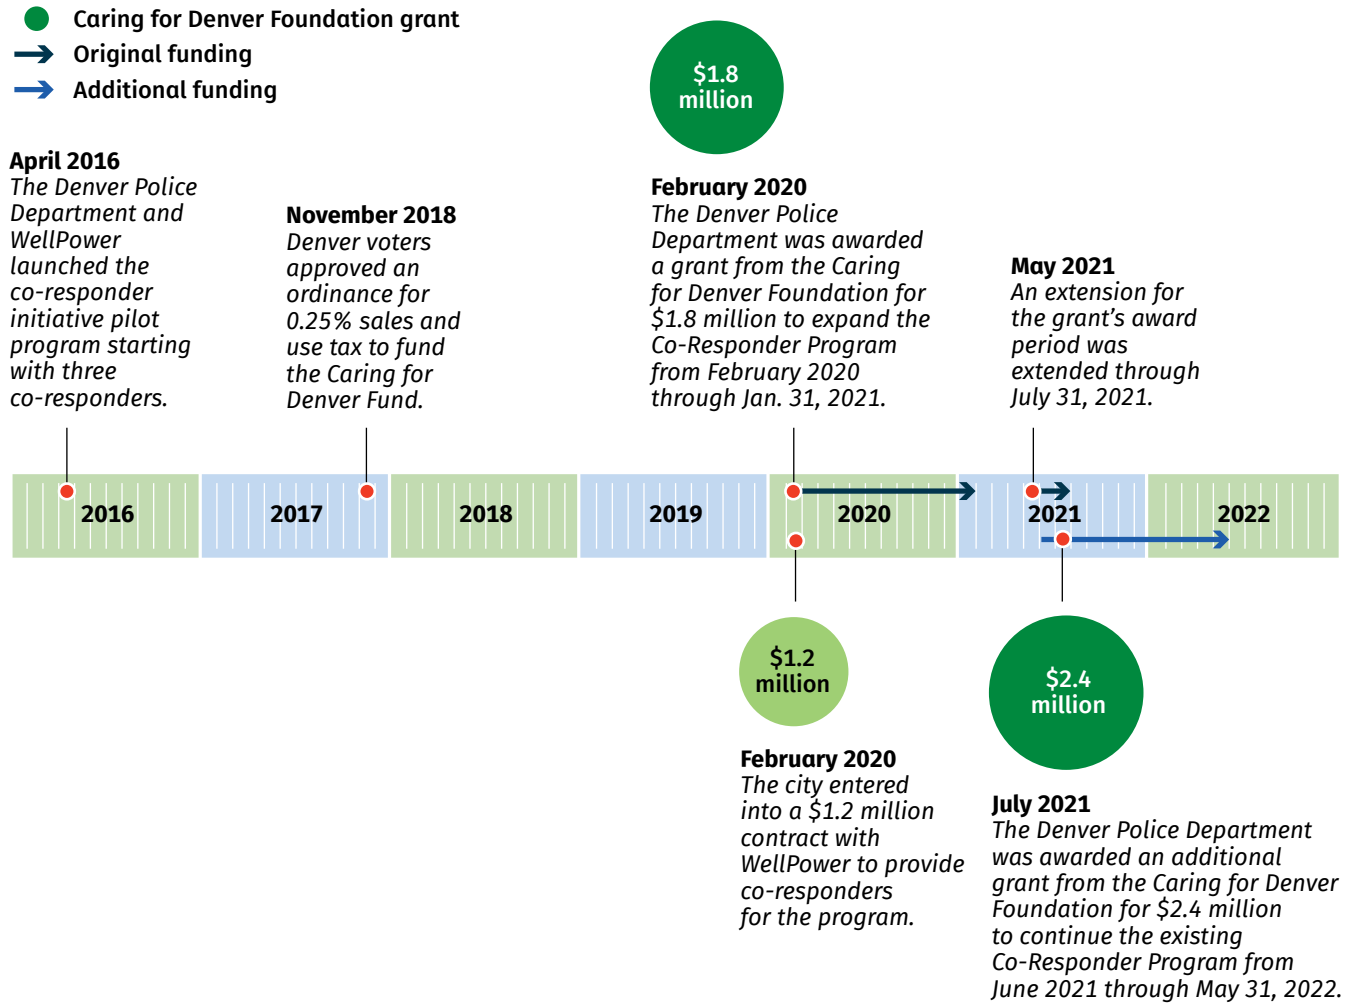 Caring for Denver Foundation grant
Original funding
Additional funding
$1.8
million
April 2016
The Denver Police
Department and
WellPower
launched the
co-responder
initiative pilot
program starting
with three
co-responders.
November 2018
Denver voters
approved an
ordinance for
0.25% sales and
use tax to fund
the Caring for
Denver Fund.
February 2020
The Denver Police
Department was awarded
a grant from the Caring
for Denver Foundation for
$1.8 million to expand the
Co-Responder Program
from February 2020
through Jan. 31, 2021.
May 2021
An extension for
the grant’s award
period was
extended through
July 31, 2021.
2016
2017
2018
2019
2020
2021
2022
$1.2
million
February 2020
The city entered
into a $1.2 million
contract with
WellPower to provide
co-responders
for the program.
$2.4
million
July 2021
The Denver Police Department
was awarded an additional
grant from the Caring for Denver
Foundation for $2.4 million
to continue the existing
Co-Responder Program from
June 2021 through May 31, 2022.